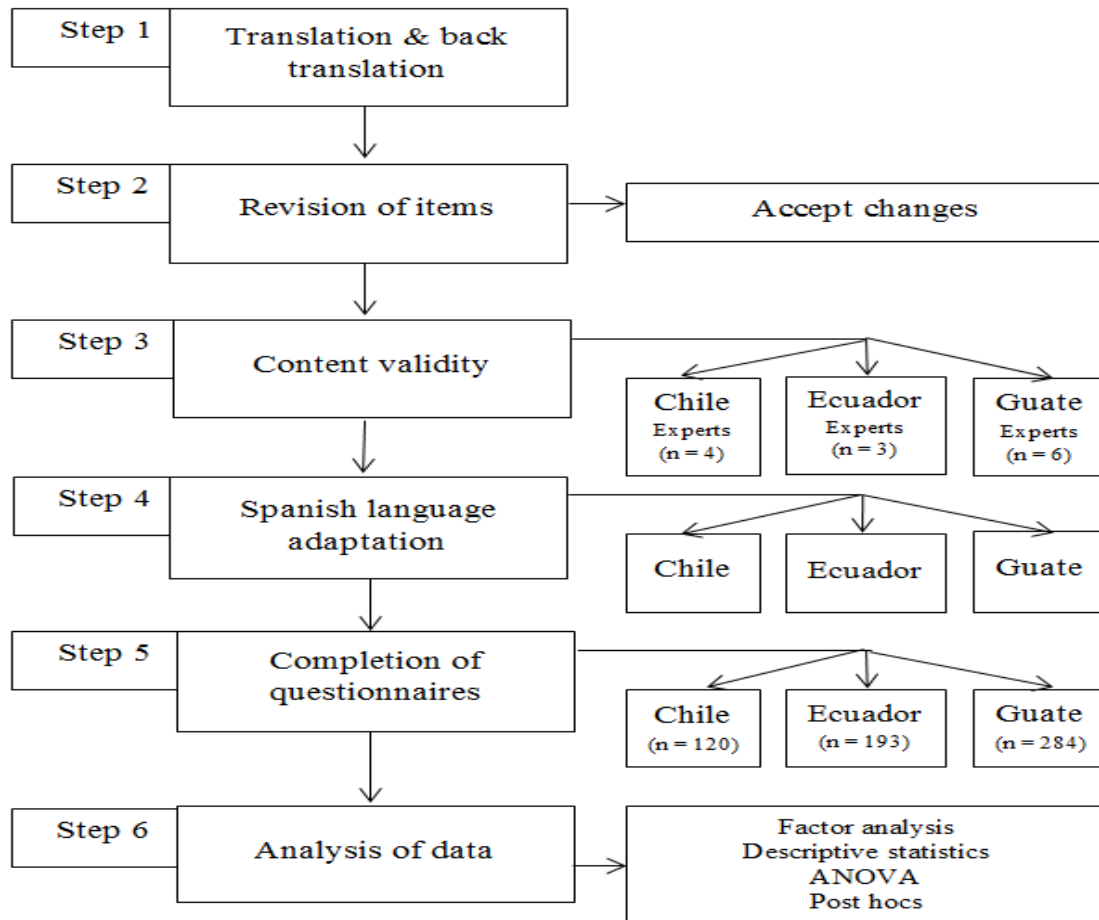 Step 1
Translation & back
translation
Step 2
Revision of items
Accept changes
Step 3
Content validity
Chile
Experts
(n = 4)
Ecuador
Experts
(n = 3)
Guate
Experts
(n = 6)
Step 4
Spanish language
adaptation
Chile
Ecuador
Guate
Step 5
Completion of
questionnaires
Chile
(n = 120)
Ecuador
(n = 193)
Guate
(n = 284)
Step 6
Analysis of data
Factor analysis
Descriptive statistics
ANOVA
Post hocs